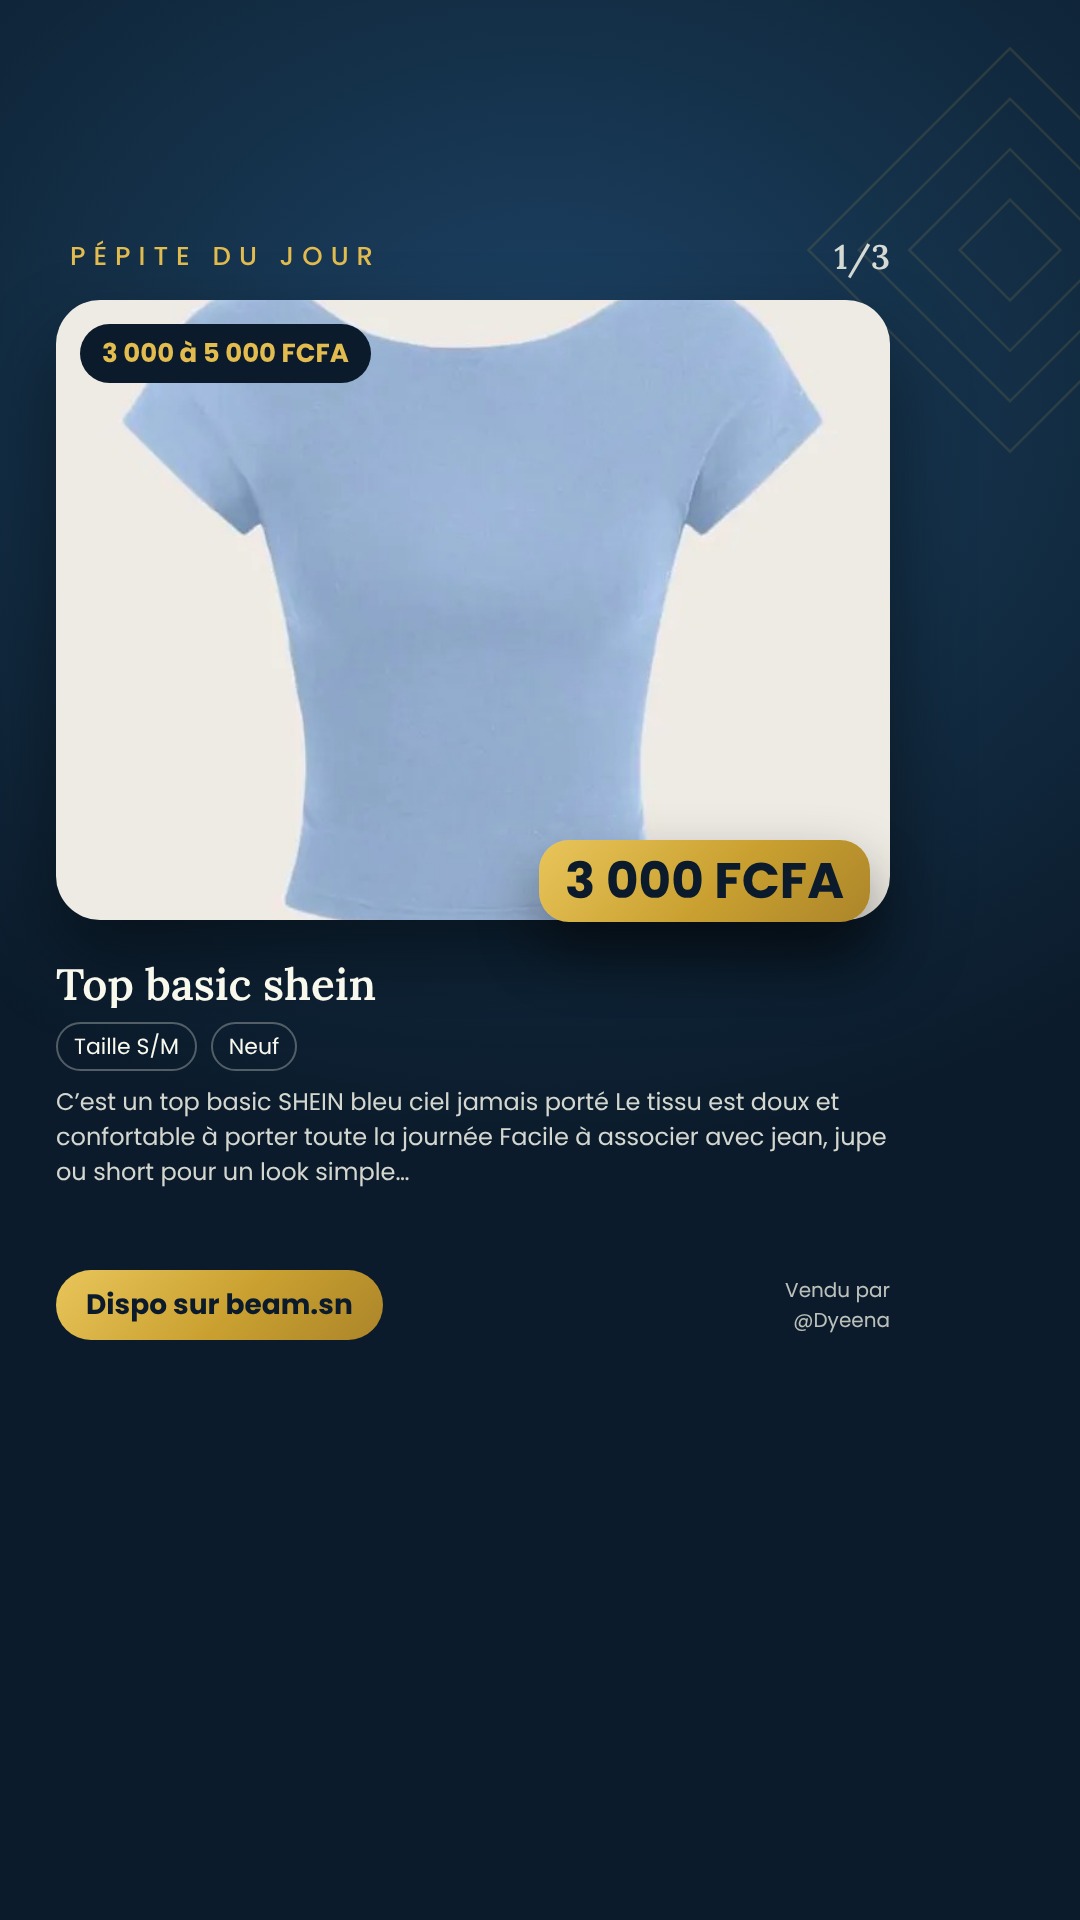 PÉPITE DU JOUR
1/3
3 000 à 5 000 FCFA
3 000 FCFA
Top basic shein
Taille S/M
Neuf
C’est un top basic SHEIN bleu ciel jamais porté Le tissu est doux et
confortable à porter toute la journée Facile à associer avec jean, jupe
ou short pour un look simple…
Dispo sur beam.sn
Vendu par
@Dyeena